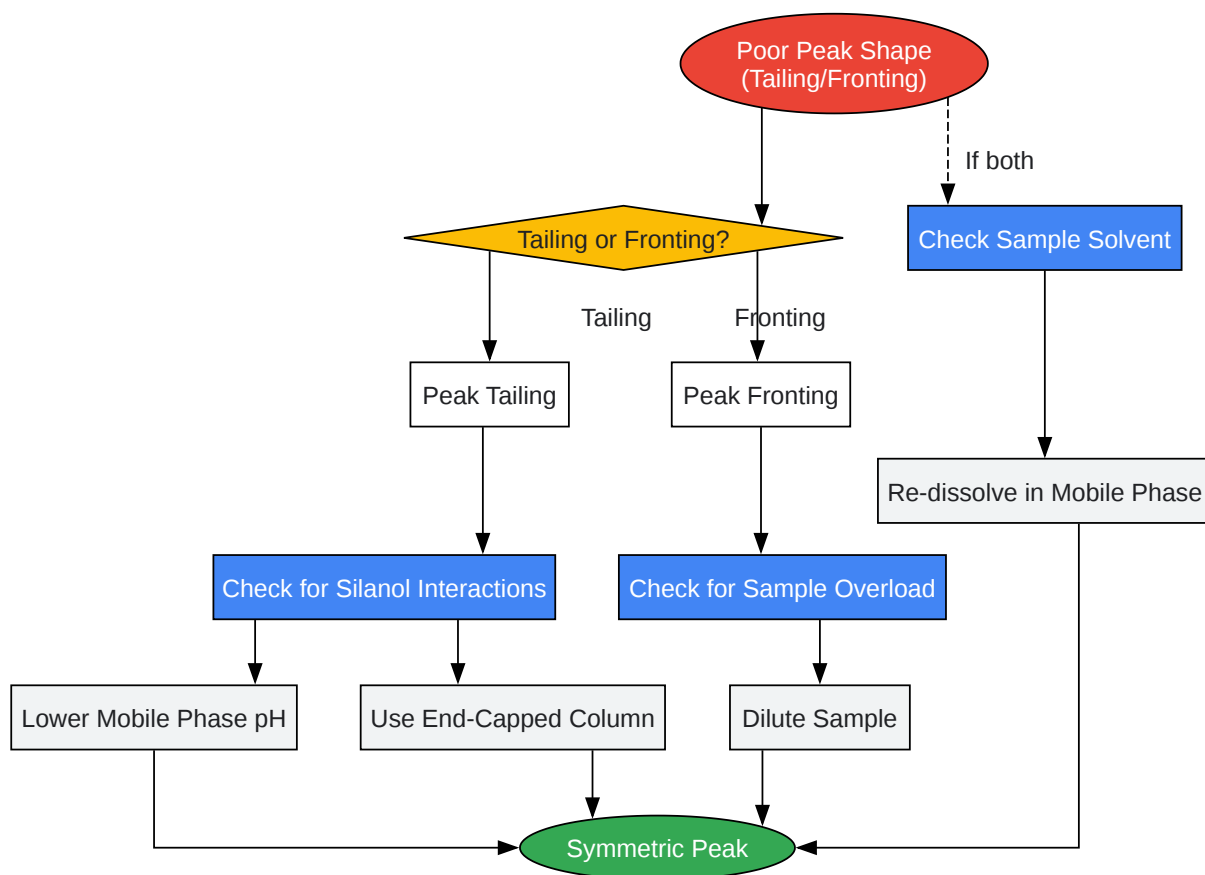 Poor Peak Shape
(Tailing/Fronting)
If both
Tailing or Fronting?
Check Sample Solvent
Tailing
Fronting
Peak Tailing
Peak Fronting
Re-dissolve in Mobile Phase
Check for Silanol Interactions
Check for Sample Overload
Lower Mobile Phase pH
Use End-Capped Column
Dilute Sample
Symmetric Peak